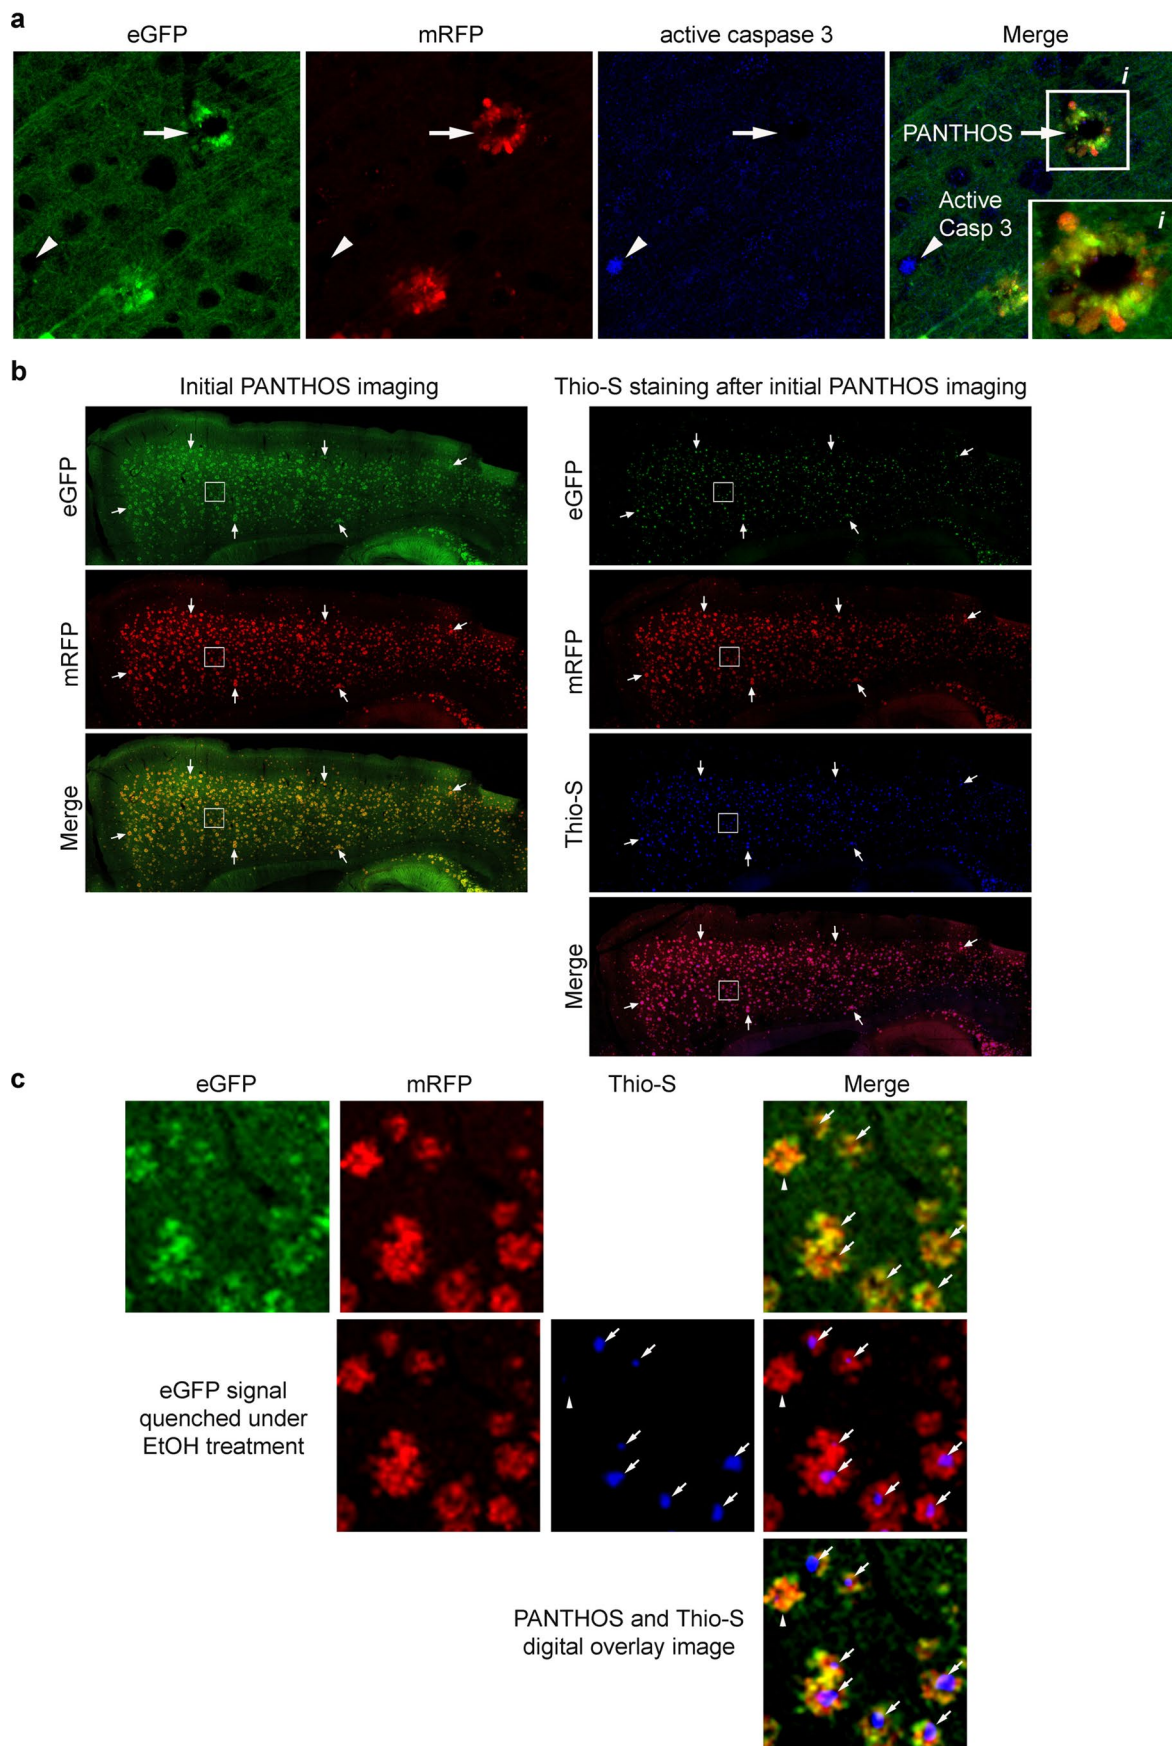 a
eGFP
mRFP
active caspase 3
Merge
i
PANTHOS
Active
Casp 3
i
b
Initial PANTHOS imaging
Thio-S staining after initial PANTHOS imaging
eGFP
eGFP
mRFP
mRFP
Merge
Thio-S
Merge
c
eGFP
mRFP
Thio-S
Merge
eGFP signal
quenched under
EtOH treatment
PANTHOS and Thio-S
digital overlay image